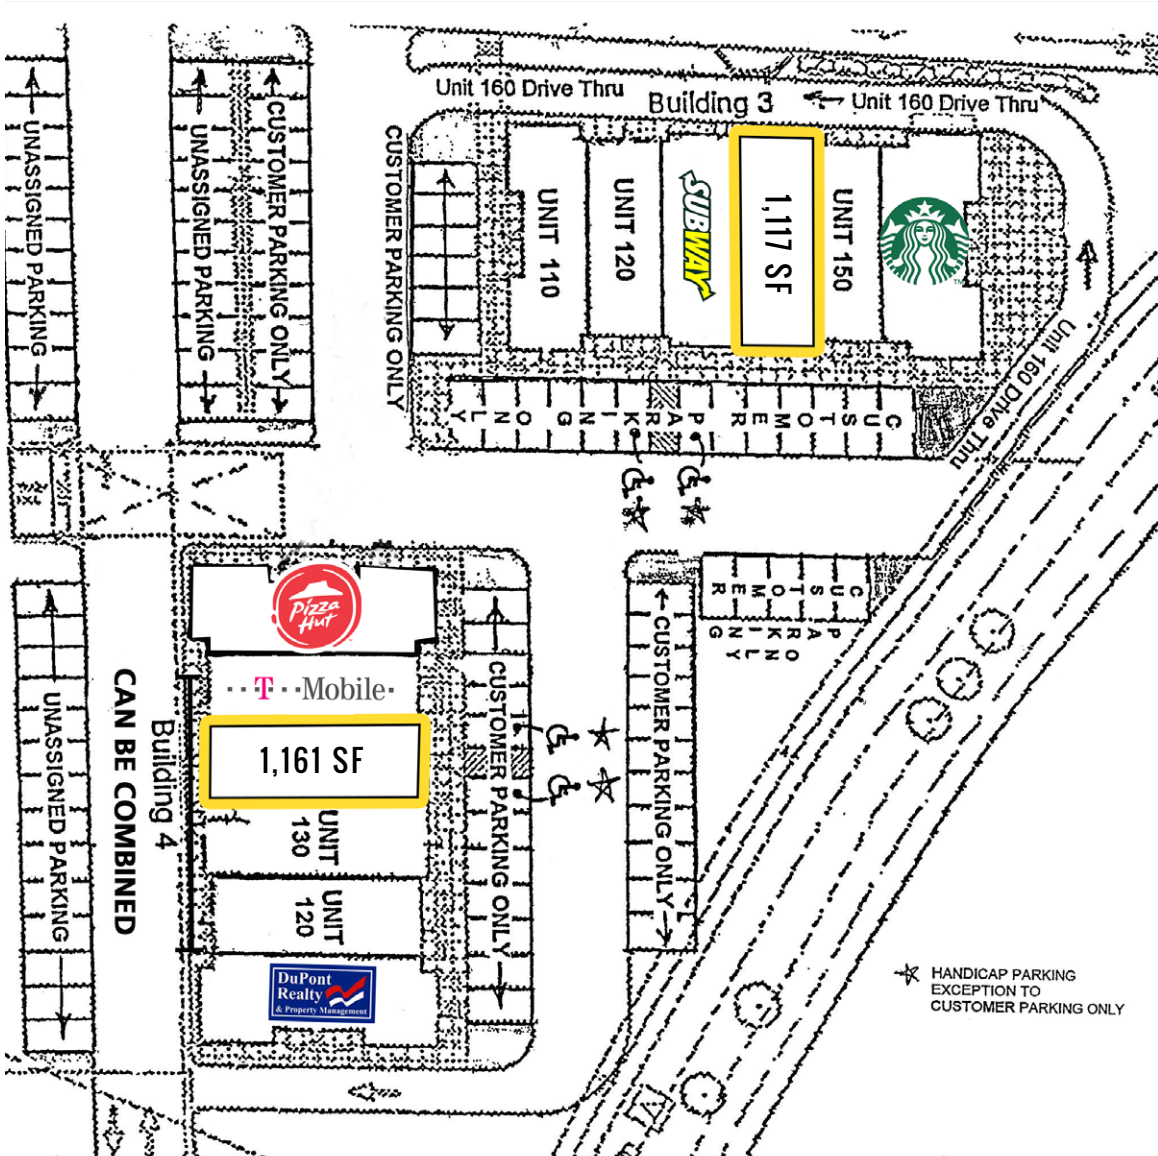 Unit 160 Drive Thru
Building 3
Unit 160 Drive Thru
UNASSIGNED PARKING
UNASSIGNED PARKING
CUSTOMER PARKING ONLY
CUSTOMER PARKING ONLY
UNIT 110
UNIT 120
SUBWAY
1,117 SF
UNIT 150
TM
Unit 160 Drive Thru
CUSTOMER PARKING ONLY
Pizza
Hut
T-Mobile
1,161 SF
UNIT
130
UNIT
120
DuPont
Realty
& Property Management
Building 4
CAN BE COMBINED
UNASSIGNED PARKING
CUSTOMER PARKING ONLY
CUSTOMER PARKING ONLY
CUSTOMER
PARKING
ONLY
HANDICAP PARKING
EXCEPTION TO
CUSTOMER PARKING ONLY